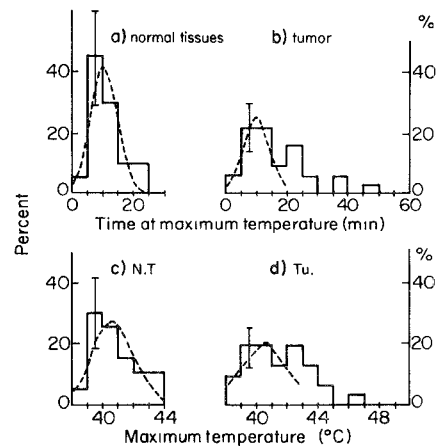 %
a) normal tissues b) tumor
40 40
20 20
0 0
0 20 0 20 40 60
Time at maximum temperature (min)
Percent
%
c) N.T d) Tu.
40 40
20 20
0 0
40 44 40 44 48
Maximum temperature (°C)